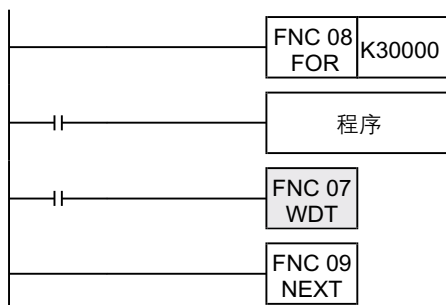 FNC 08
FOR
K30000
程序
FNC 07
WDT
FNC 09
NEXT